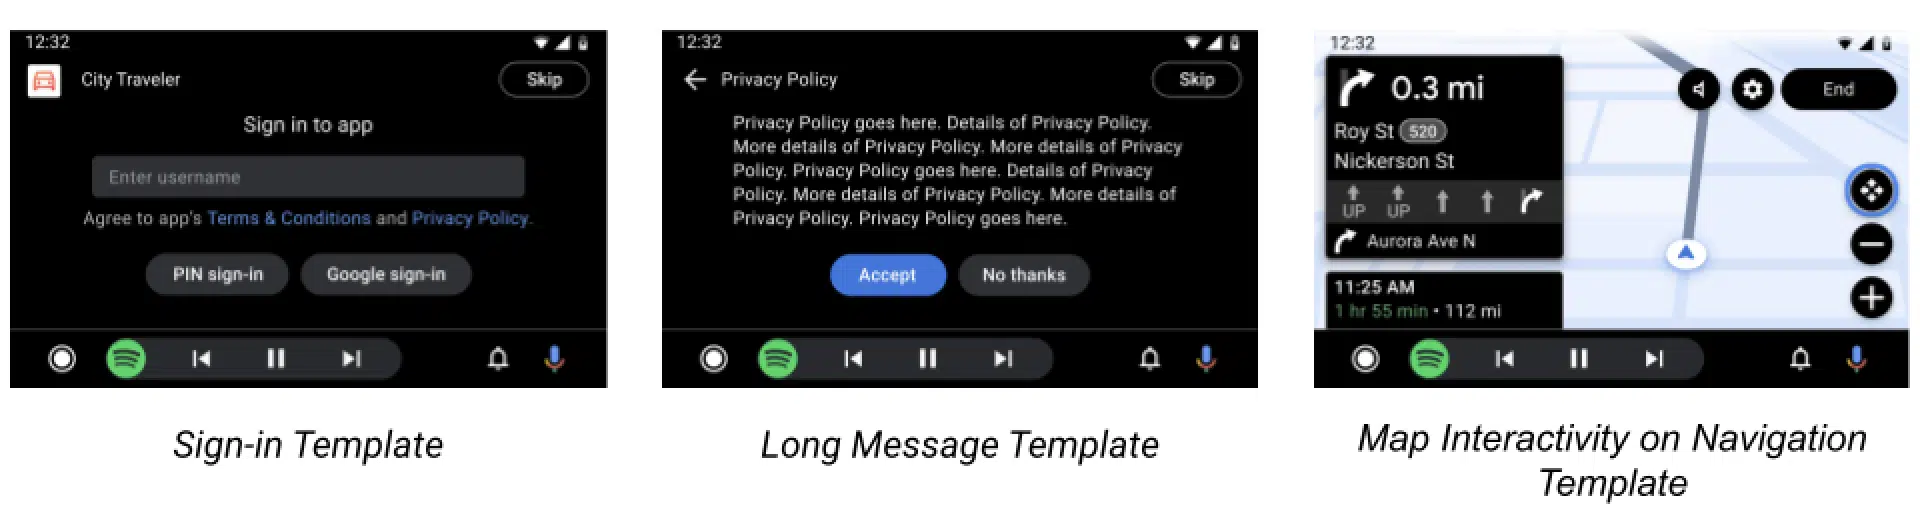 12:32
City Traveler
Skip
Sign in to app
Enter username
Agree to app's Terms & Conditions and Privacy Policy.
PIN sign-in
Google sign-in
Sign-in Template
12:32
Privacy Policy
Skip
Privacy Policy goes here. Details of Privacy Policy.
More details of Privacy Policy. More details of Privacy
Policy. Privacy Policy goes here. Details of Privacy
Policy. More details of Privacy Policy. More details of
Privacy Policy. Privacy Policy goes here.
Accept
No thanks
Long Message Template
12:32
0.3 mi
End
Roy St 520
Nickerson St
UP UP
Aurora Ave N
11:25 AM
1 hr 55 min • 112 mi
Map Interactivity on Navigation
Template